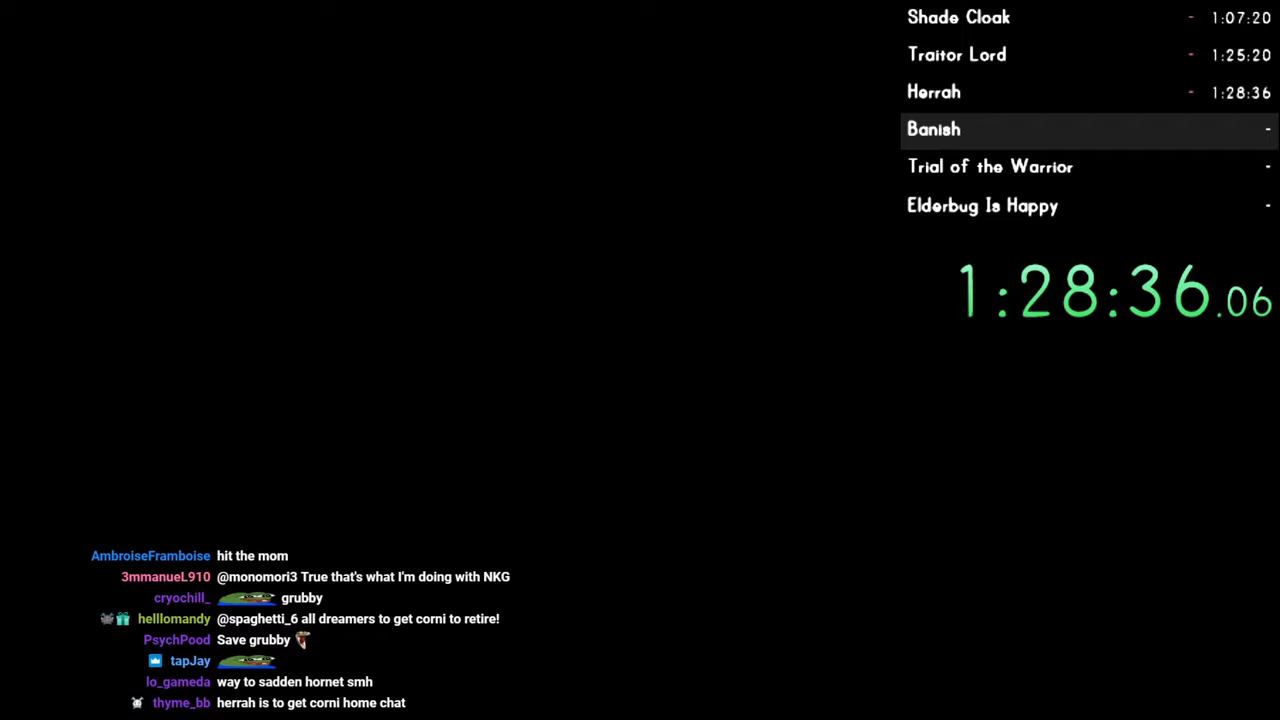 Shade Cloak - 1:07:20
Traitor Lord - 1:25:20
Herrah - 1:28:36
Banish -
Trial of the Warrior -
Elderbug Is Happy -
1:28:36.06
AmbroiseFramboise hit the mom
3mmanueL910 @monomori3 True that's what I'm doing with NKG
cryochill_ grubby
helllomandy @spaghetti_6 all dreamers to get corni to retire!
PsychPood Save grubby
tapJay
lo_gameda way to sadden hornet smh
thyme_bb herrah is to get corni home chat